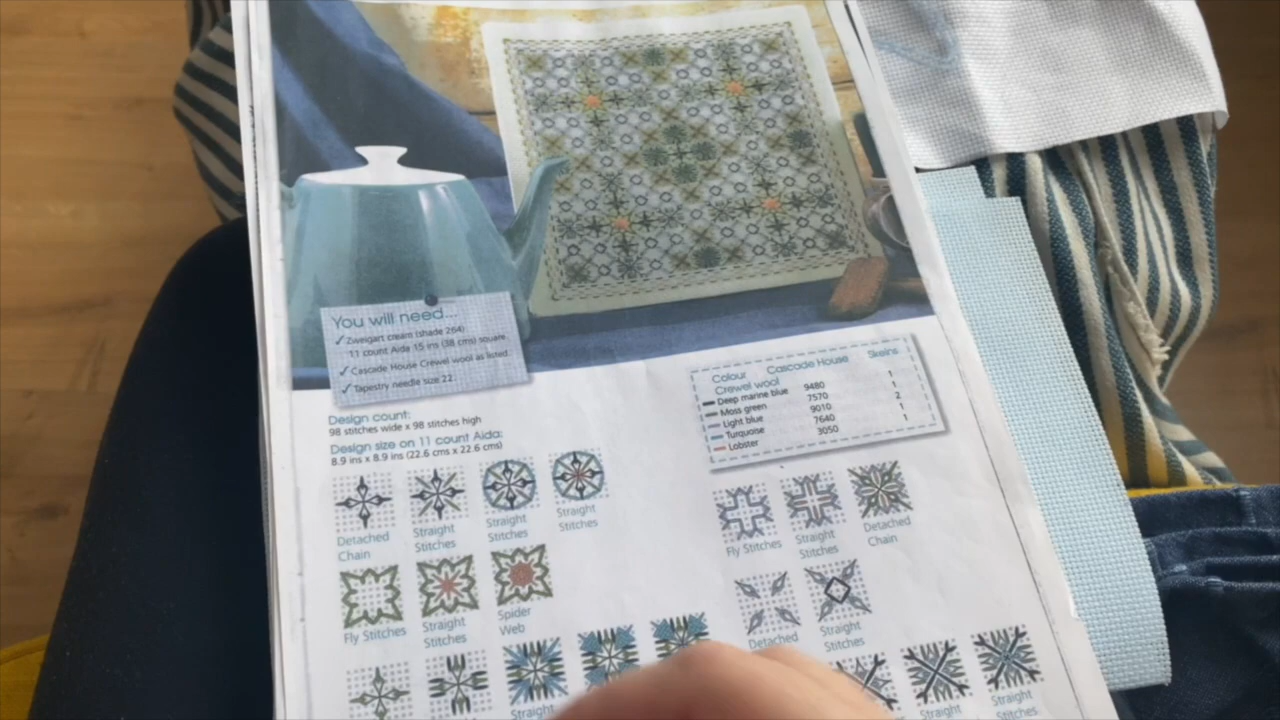 You will need...
✓ Zweigart cream (shade 264)
11 count Aida 15 ins (38 cm) square
✓ Cascade House Crewel wool as listed
✓ Tapestry needle size 22
Design count:
98 stitches wide x 98 stitches high
Design size on 11 count Aida:
8.9 ins x 8.9 ins (22.6 cms x 22.6 cms)
Colour Cascade House Skeins
Crewel wool
Deep marine blue 9480 1
Moss green 7570 1
Light blue 9010 2
Turquoise 7640 1
Lobster 3050 1
Detached
Chain
Straight
Stitches
Straight
Stitches
Straight
Stitches
Fly Stitches
Straight
Stitches
Detached
Chain
Fly Stitches
Straight
Stitches
Spider
Web
Detached
Straight
Stitches
Straight
Straight
Straight